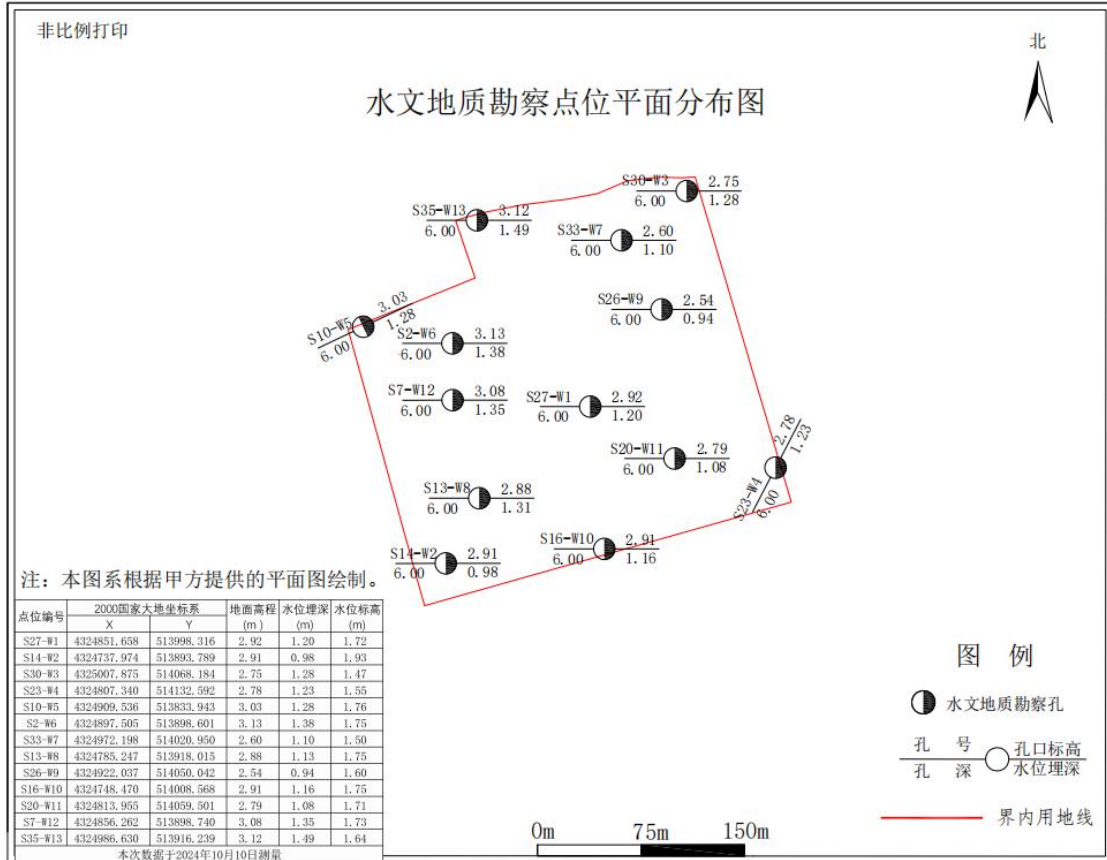 非比例打印
北
水文地质勘察点位平面分布图
S30-W3 2.75
6.00 1.28
S35-W13 3.12
6.00 1.49
S33-W7 2.60
6.00 1.10
S26-W9 2.54
6.00 0.94
S10-W5 3.03
6.00 1.28
S2-W6 3.13
6.00 1.38
S7-W12 3.08
6.00 1.35
S27-W1 2.92
6.00 1.20
S20-W11 2.79
6.00 1.08
S23-W4 2.78
6.00 1.23
S13-W8 2.88
6.00 1.31
S16-W10 2.91
6.00 1.16
S14-W2 2.91
6.00 0.98
注：本图系根据甲方提供的平面图绘制。
点位编号 2000国家大地坐标系 地面高程(m) 水位埋深(m) 水位标高(m)
X Y
S27-W1 4324851.658 513998.316 2.92 1.20 1.72
S14-W2 4324737.974 513893.789 2.91 0.98 1.93
S30-W3 4325007.875 514068.184 2.75 1.28 1.47
S23-W4 4324807.340 514132.592 2.78 1.23 1.55
S10-W5 4324909.536 513833.943 3.03 1.28 1.76
S2-W6 4324897.505 513898.601 3.13 1.38 1.75
S33-W7 4324972.198 514020.950 2.60 1.10 1.50
S13-W8 4324785.247 513918.015 2.88 1.13 1.75
S26-W9 4324922.037 514050.042 2.54 0.94 1.60
S16-W10 4324748.470 514008.568 2.91 1.16 1.75
S20-W11 4324813.955 514059.501 2.79 1.08 1.71
S7-W12 4324856.262 513898.740 3.08 1.35 1.73
S35-W13 4324986.630 513916.239 3.12 1.49 1.64
本次数据于2024年10月10日测量
0m 75m 150m
图 例
水文地质勘察孔
孔 号 孔口标高
孔 深 水位埋深
界内用地线